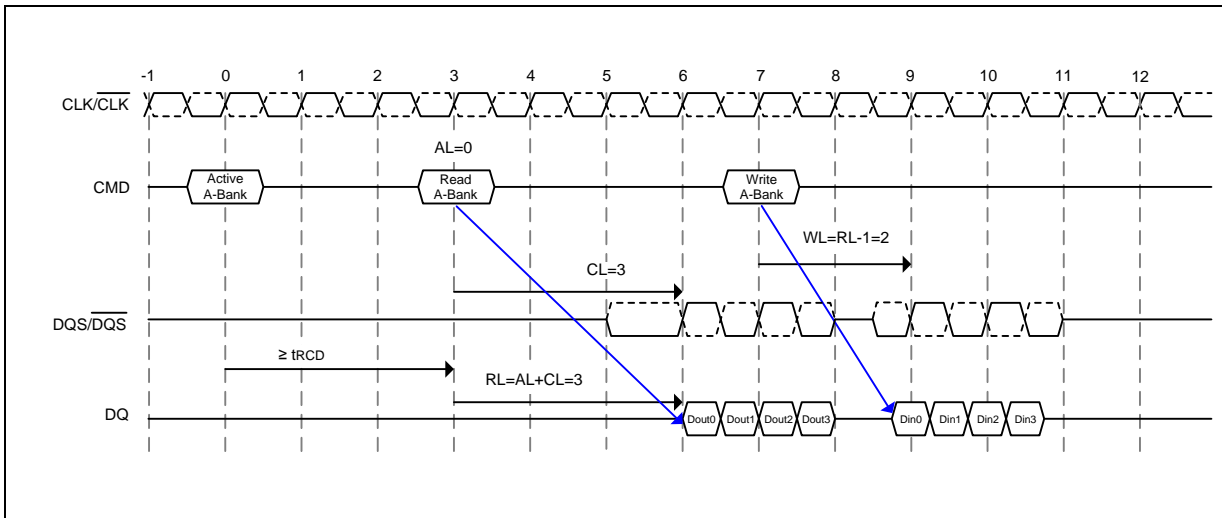 -1 0 1 2 3 4 5 6 7 8 9 10 11 12
CLK/CLK
AL=0
CMD
Active
A-Bank
Read
A-Bank
Write
A-Bank
WL=RL-1=2
CL=3
DQS/DQS
≥ tRCD
RL=AL+CL=3
DQ
Dout0 Dout1 Dout2 Dout3 Din0 Din1 Din2 Din3